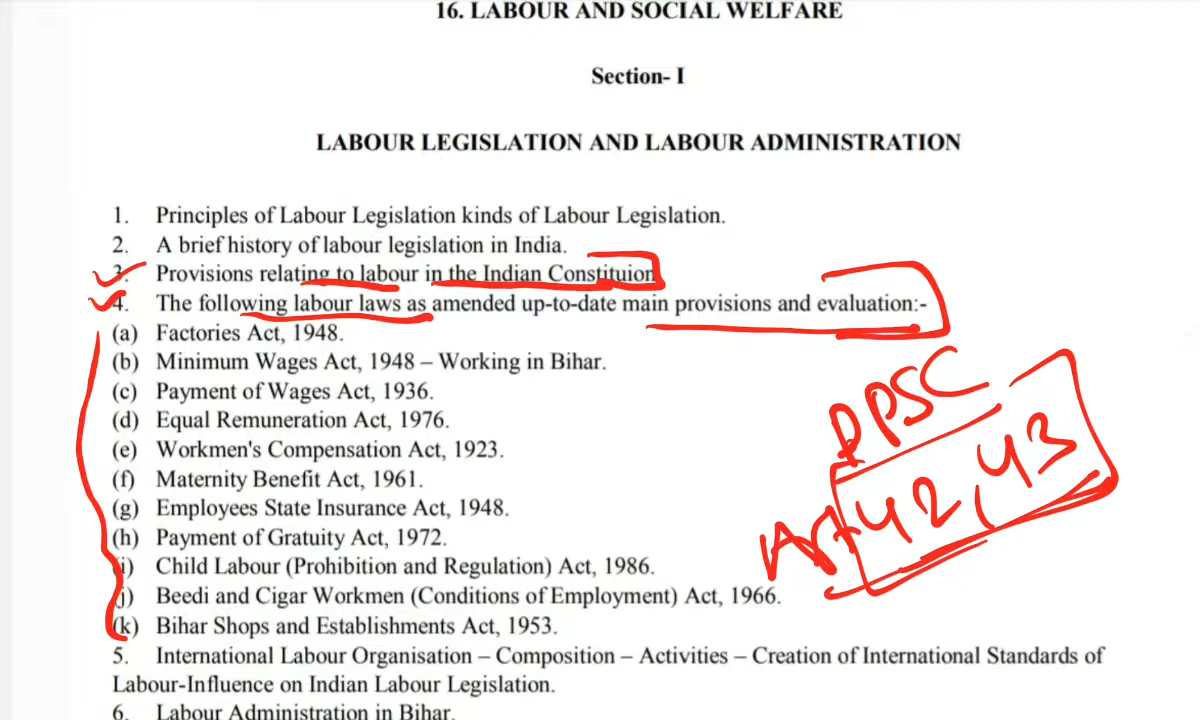 16. LABOUR AND SOCIAL WELFARE
Section- I
LABOUR LEGISLATION AND LABOUR ADMINISTRATION
1. Principles of Labour Legislation kinds of Labour Legislation.
2. A brief history of labour legislation in India.
3. Provisions relating to labour in the Indian Constituion
4. The following labour laws as amended up-to-date main provisions and evaluation:-
(a) Factories Act, 1948.
(b) Minimum Wages Act, 1948 – Working in Bihar.
(c) Payment of Wages Act, 1936.
(d) Equal Remuneration Act, 1976.
(e) Workmen's Compensation Act, 1923.
(f) Maternity Benefit Act, 1961.
(g) Employees State Insurance Act, 1948.
(h) Payment of Gratuity Act, 1972.
(i) Child Labour (Prohibition and Regulation) Act, 1986.
(j) Beedi and Cigar Workmen (Conditions of Employment) Act, 1966.
(k) Bihar Shops and Establishments Act, 1953.
PPSC
Art 42, 43
5. International Labour Organisation – Composition – Activities – Creation of International Standards of
Labour-Influence on Indian Labour Legislation.
6. Labour Administration in Bihar.